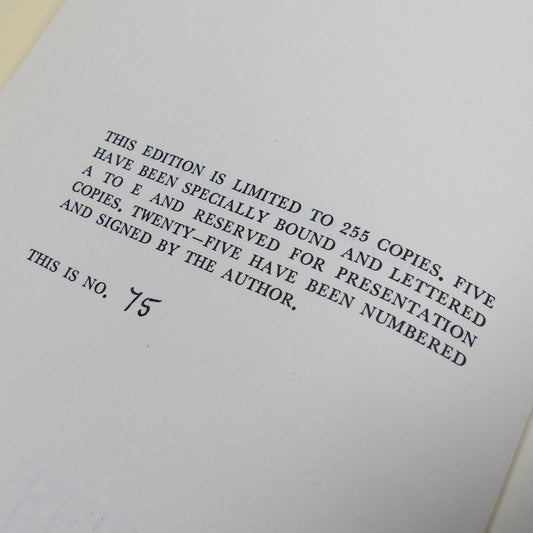 THIS EDITION IS LIMITED TO 255 COPIES. FIVE
HAVE BEEN SPECIALLY BOUND AND LETTERED
A TO E AND RESERVED FOR PRESENTATION
COPIES. TWENTY–FIVE HAVE BEEN NUMBERED
AND SIGNED BY THE AUTHOR.
THIS IS NO. 75